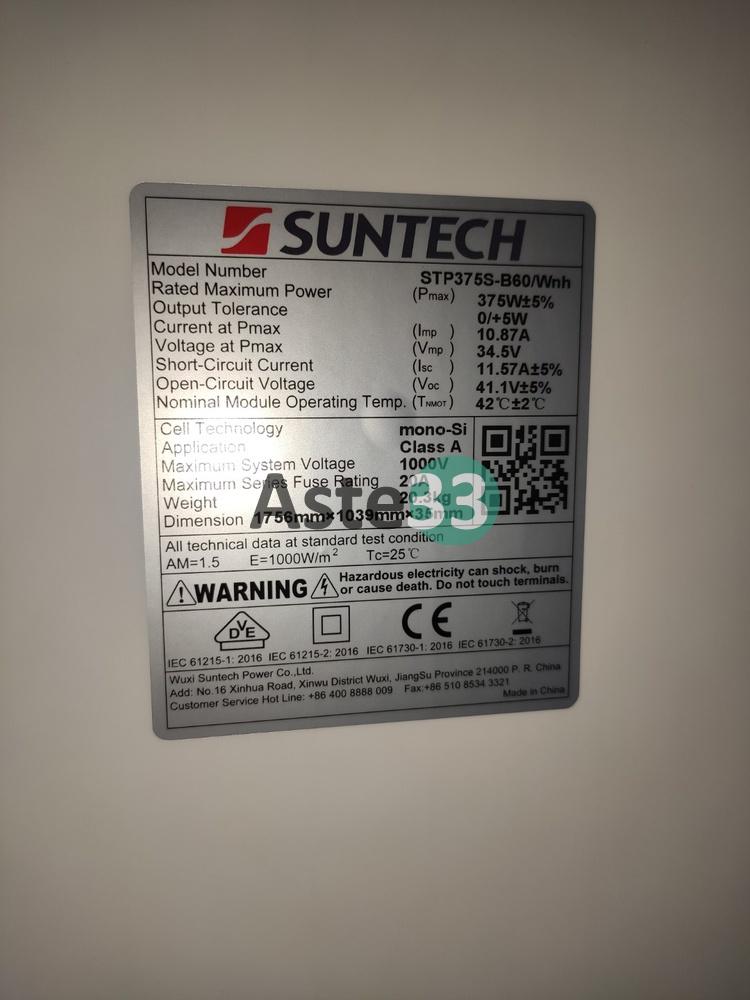 SUNTECH
Model Number STP375S-B60/Wnh
Rated Maximum Power (Pmax) 375W±5%
Output Tolerance 0/+5W
Current at Pmax (Imp) 10.87A
Voltage at Pmax (Vmp) 34.5V
Short-Circuit Current (Isc) 11.57A±5%
Open-Circuit Voltage (Voc) 41.1V±5%
Nominal Module Operating Temp. (TNMOT) 42℃±2℃
Cell Technology mono-Si
Application Class A
Maximum System Voltage 1000V
Maximum Series Fuse Rating 20A
Weight 20.3kg
Dimension 1756mm×1039mm×35mm
Aste33
All technical data at standard test condition
AM=1.5 E=1000W/m² Tc=25℃
WARNING Hazardous electricity can shock, burn
or cause death. Do not touch terminals.
DVE CE
IEC 61215-1: 2016 IEC 61215-2: 2016 IEC 61730-1: 2016 IEC 61730-2: 2016
Wuxi Suntech Power Co.,Ltd.
Add: No.16 Xinhua Road, Xinwu District Wuxi, JiangSu Province 214000 P. R. China
Customer Service Hot Line: +86 400 8888 009 Fax:+86 510 8534 3321
Made in China